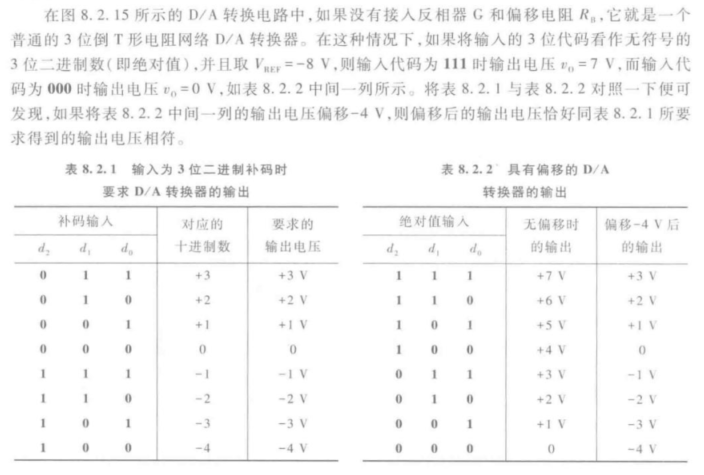 在图 8.2.15 所示的 D/A 转换电路中,如果没有接入反相器 G 和偏移电阻 R_B,它就是一个
普通的 3 位倒 T 形电阻网络 D/A 转换器。在这种情况下,如果将输入的 3 位代码看作无符号的
3 位二进制数(即绝对值),并且取 V_REF=-8 V,则输入代码为 111 时输出电压 v_O=7 V,而输入代
码为 000 时输出电压 v_O=0 V,如表 8.2.2 中间一列所示。将表 8.2.1 与表 8.2.2 对照一下便可
发现,如果将表 8.2.2 中间一列的输出电压偏移-4 V,则偏移后的输出电压恰好同表 8.2.1 所要
求得到的输出电压相符。
表 8.2.1 输入为 3 位二进制补码时
要求 D/A 转换器的输出
补码输入 对应的 要求的
d₂ d₁ d₀ 十进制数 输出电压
0 1 1 +3 +3 V
0 1 0 +2 +2 V
0 0 1 +1 +1 V
0 0 0 0 0
1 1 1 -1 -1 V
1 1 0 -2 -2 V
1 0 1 -3 -3 V
1 0 0 -4 -4 V
表 8.2.2 具有偏移的 D/A
转换器的输出
绝对值输入 无偏移时 偏移-4 V 后
d₂ d₁ d₀ 的输出 的输出
1 1 1 +7 V +3 V
1 1 0 +6 V +2 V
1 0 1 +5 V +1 V
1 0 0 +4 V 0
0 1 1 +3 V -1 V
0 1 0 +2 V -2 V
0 0 1 +1 V -3 V
0 0 0 0 -4 V